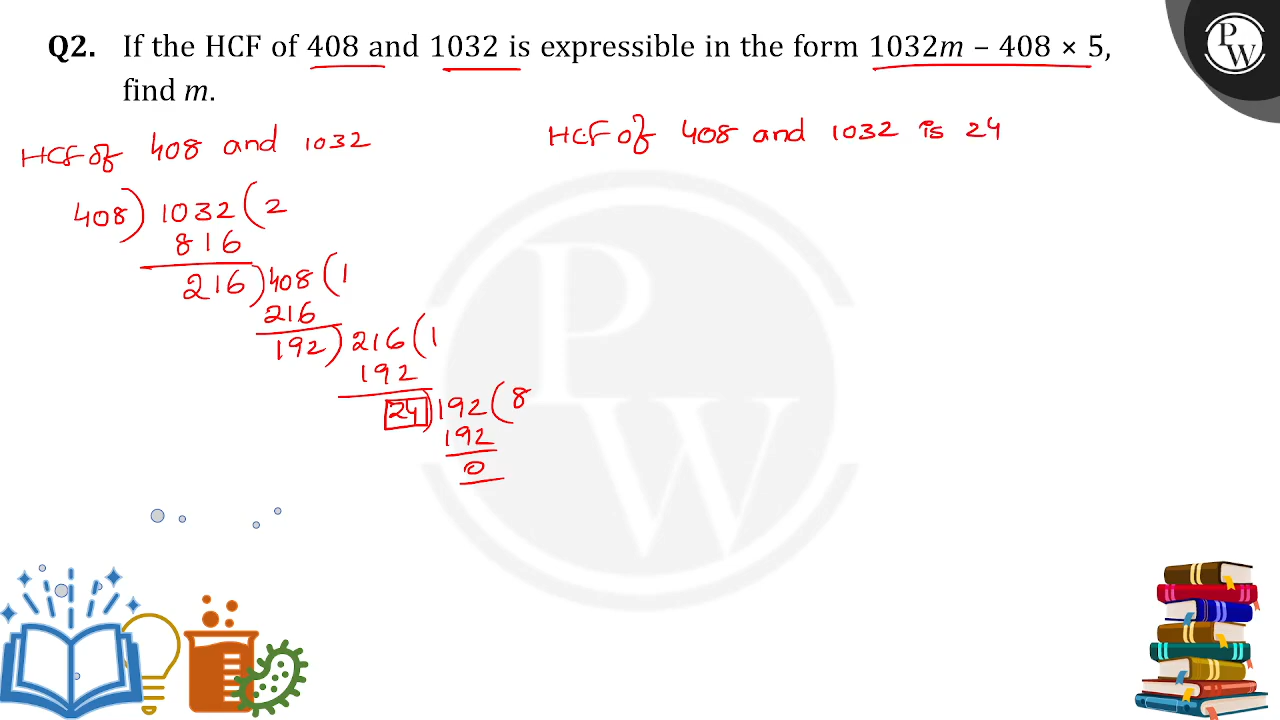 Q2. If the HCF of 408 and 1032 is expressible in the form 1032m – 408 × 5,
find m.
HCF of 408 and 1032
408) 1032 (2
816
216) 408 (1
216
192) 216 (1
192
24) 192 (8
192
0
HCF of 408 and 1032 is 24
PW
PW